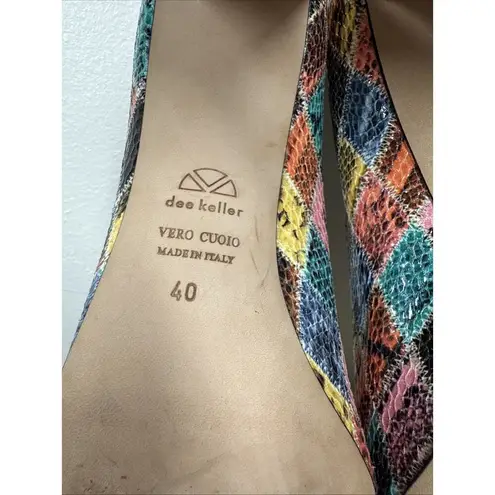 dee keller
VERO CUOIO
MADE IN ITALY
40